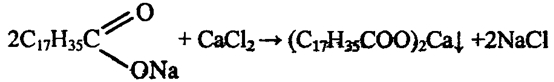 O
2C₁₇H₃₅C + CaCl₂ → (C₁₇H₃₅COO)₂Ca↓ +2NaCl
ONa